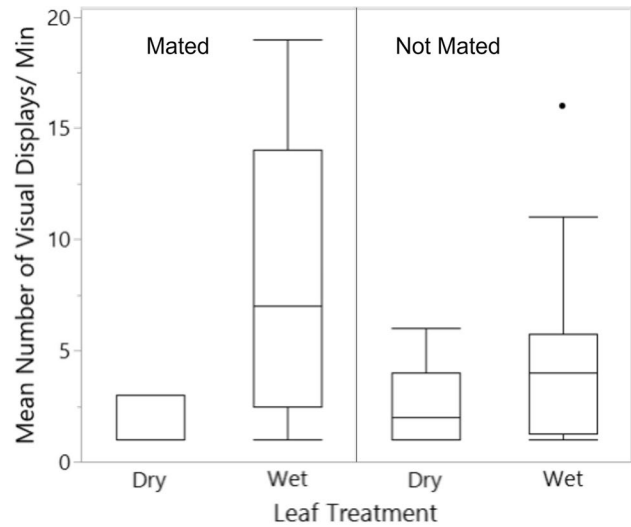 Mean Number of Visual Displays/ Min
20
15
10
5
0
Mated
Not Mated
Dry
Wet
Dry
Wet
Leaf Treatment